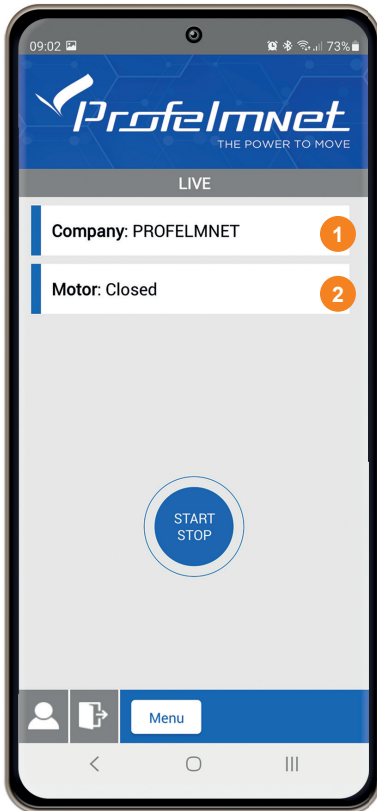 09:02 73%
Profelmnet
THE POWER TO MOVE
LIVE
Company: PROFELMNET 1
Motor: Closed 2
START
STOP
Menu